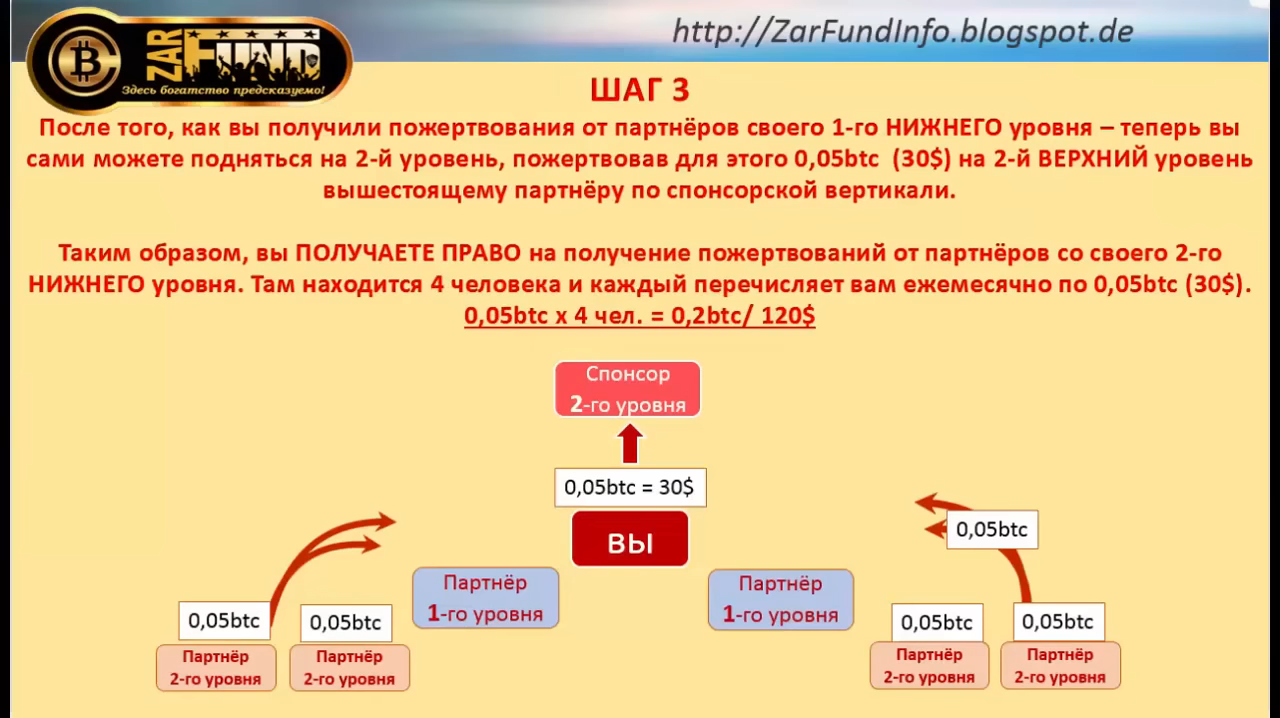 http://ZarFundInfo.blogspot.de
ZAR FUND
Здесь богатство предсказуемо!
ШАГ 3
После того, как вы получили пожертвования от партнёров своего 1-го НИЖНЕГО уровня – теперь вы
сами можете подняться на 2-й уровень, пожертвовав для этого 0,05btc (30$) на 2-й ВЕРХНИЙ уровень
вышестоящему партнёру по спонсорской вертикали.
Таким образом, вы ПОЛУЧАЕТЕ ПРАВО на получение пожертвований от партнёров со своего 2-го
НИЖНЕГО уровня. Там находится 4 человека и каждый перечисляет вам ежемесячно по 0,05btc (30$).
0,05btc x 4 чел. = 0,2btc/ 120$
Спонсор
2-го уровня
0,05btc = 30$
ВЫ
0,05btc
Партнёр
1-го уровня
Партнёр
1-го уровня
0,05btc
0,05btc
0,05btc
0,05btc
Партнёр
2-го уровня
Партнёр
2-го уровня
Партнёр
2-го уровня
Партнёр
2-го уровня